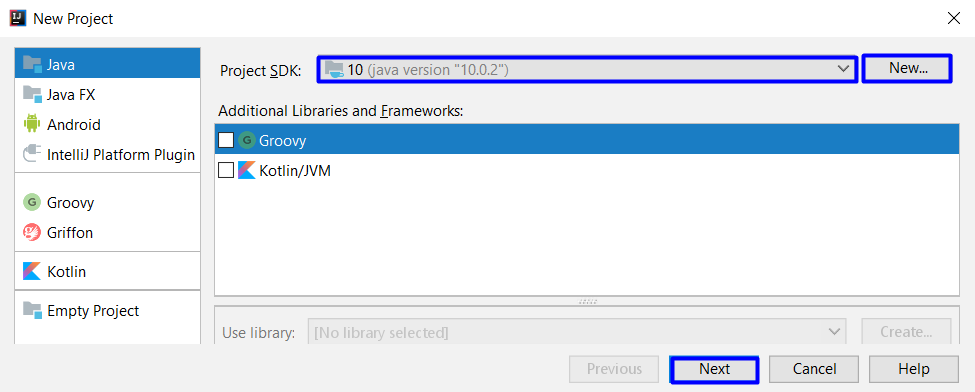 IJ New Project
Java
Java FX
Android
IntelliJ Platform Plugin
G Groovy
Griffon
Kotlin
Empty Project
Project SDK: 10 (java version "10.0.2") New...
Additional Libraries and Frameworks:
G Groovy
Kotlin/JVM
Use library: [No library selected] Create...
Previous Next Cancel Help